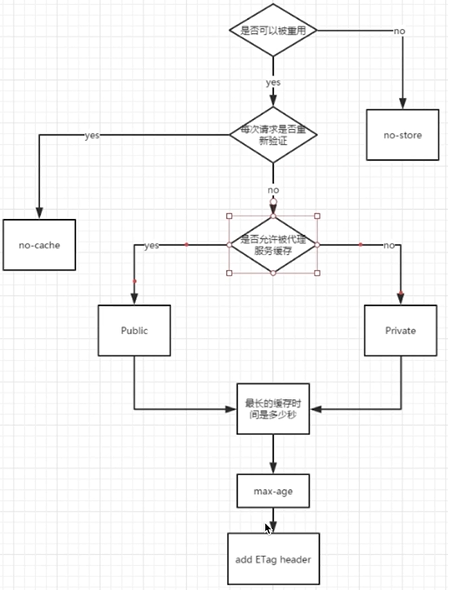 是否可以被重用
no
yes
no-store
每次请求是否重
新验证
yes
no
no-cache
是否允许被代理
服务缓存
yes
no
Public
Private
最长的缓存时
间是多少秒
max-age
add ETag header